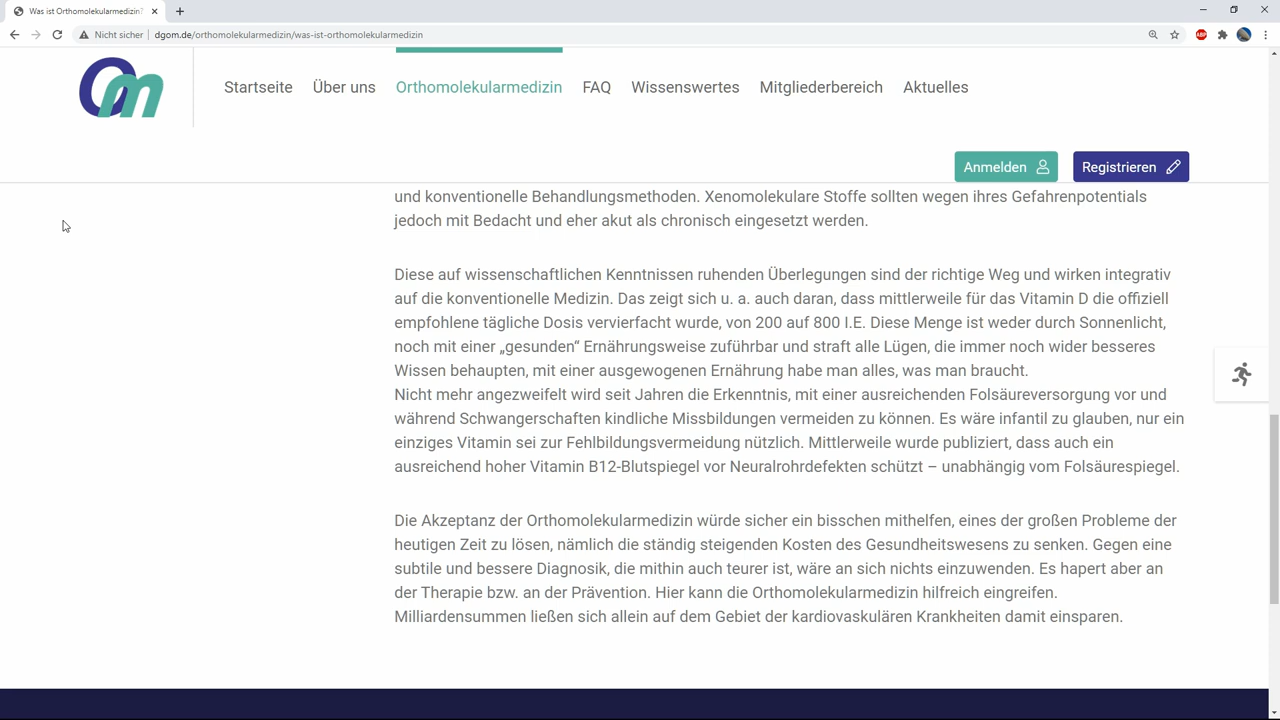 Was ist Orthomolekularmedizin?
Nicht sicher | dgom.de/orthomolekularmedizin/was-ist-orthomolekularmedizin
ABP
Om
Startseite Über uns Orthomolekularmedizin FAQ Wissenswertes Mitgliederbereich Aktuelles
Anmelden Registrieren
und konventionelle Behandlungsmethoden. Xenomolekulare Stoffe sollten wegen ihres Gefahrenpotentials
jedoch mit Bedacht und eher akut als chronisch eingesetzt werden.
Diese auf wissenschaftlichen Kenntnissen ruhenden Überlegungen sind der richtige Weg und wirken integrativ
auf die konventionelle Medizin. Das zeigt sich u. a. auch daran, dass mittlerweile für das Vitamin D die offiziell
empfohlene tägliche Dosis vervierfacht wurde, von 200 auf 800 I.E. Diese Menge ist weder durch Sonnenlicht,
noch mit einer „gesunden“ Ernährungsweise zuführbar und straft alle Lügen, die immer noch wider besseres
Wissen behaupten, mit einer ausgewogenen Ernährung habe man alles, was man braucht.
Nicht mehr angezweifelt wird seit Jahren die Erkenntnis, mit einer ausreichenden Folsäureversorgung vor und
während Schwangerschaften kindliche Missbildungen vermeiden zu können. Es wäre infantil zu glauben, nur ein
einziges Vitamin sei zur Fehlbildungsvermeidung nützlich. Mittlerweile wurde publiziert, dass auch ein
ausreichend hoher Vitamin B12-Blutspiegel vor Neuralrohrdefekten schützt – unabhängig vom Folsäurespiegel.
Die Akzeptanz der Orthomolekularmedizin würde sicher ein bisschen mithelfen, eines der großen Probleme der
heutigen Zeit zu lösen, nämlich die ständig steigenden Kosten des Gesundheitswesens zu senken. Gegen eine
subtile und bessere Diagnosik, die mithin auch teurer ist, wäre an sich nichts einzuwenden. Es hapert aber an
der Therapie bzw. an der Prävention. Hier kann die Orthomolekularmedizin hilfreich eingreifen.
Milliardensummen ließen sich allein auf dem Gebiet der kardiovaskulären Krankheiten damit einsparen.